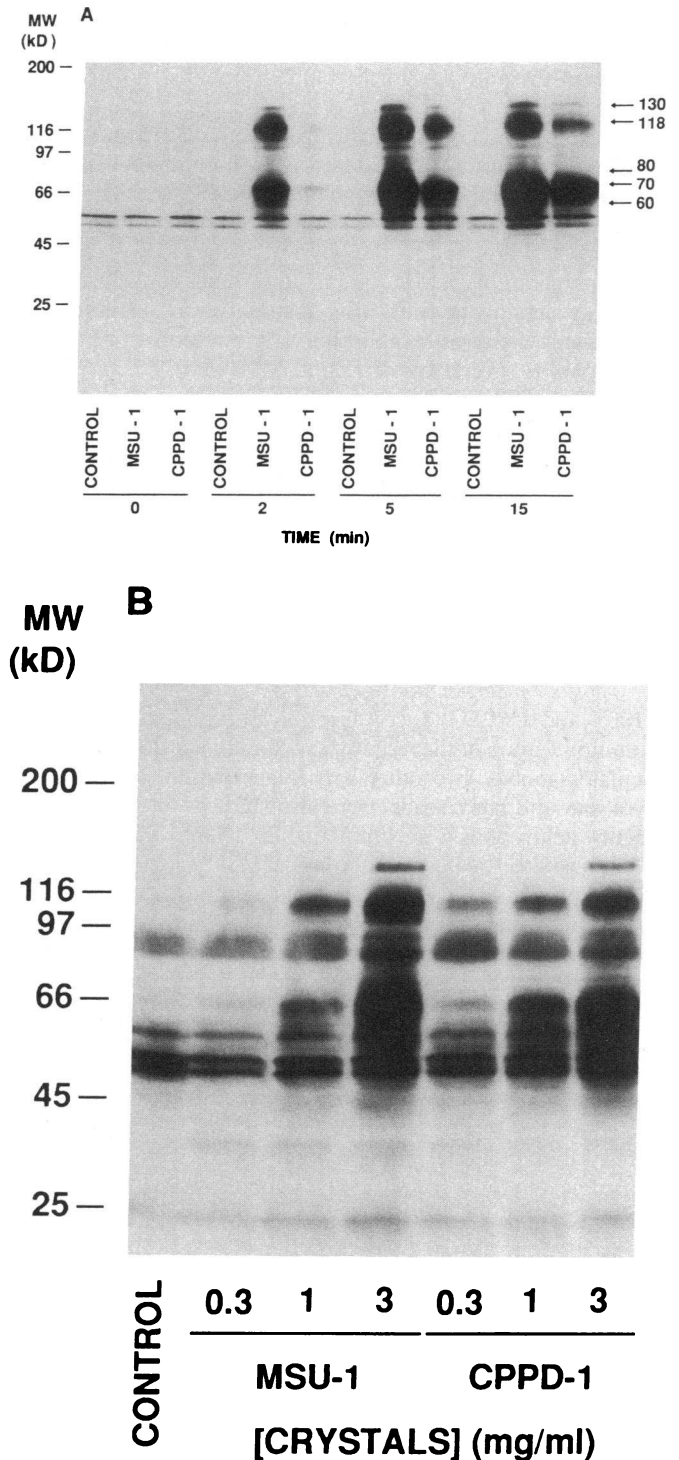 A
MW
(kD)
200
116
97
66
45
25
130
118
80
70
60
CONTROL
MSU - 1
CPPD - 1
CONTROL
MSU - 1
CPPD - 1
CONTROL
MSU - 1
CPPD - 1
CONTROL
MSU - 1
CPPD - 1
0 2 5 15
TIME (min)
B
MW
(kD)
200
116
97
66
45
25
CONTROL
0.3 1 3 0.3 1 3
MSU-1 CPPD-1
[CRYSTALS] (mg/ml)